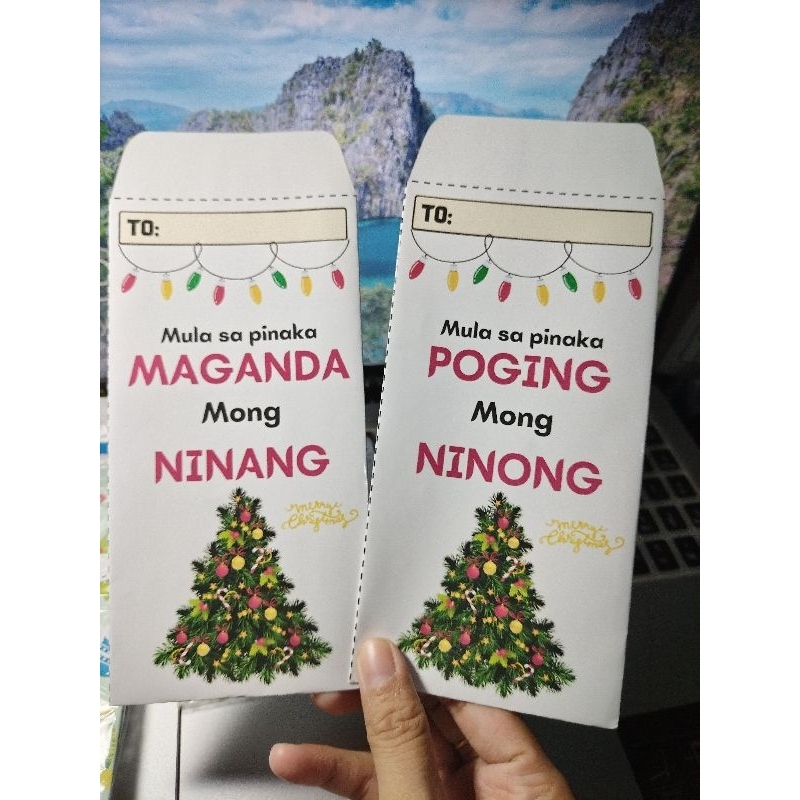 TO:
Mula sa pinaka
MAGANDA
Mong
NINANG
merry
Christmas
TO:
Mula sa pinaka
POGING
Mong
NINONG
merry
Christmas